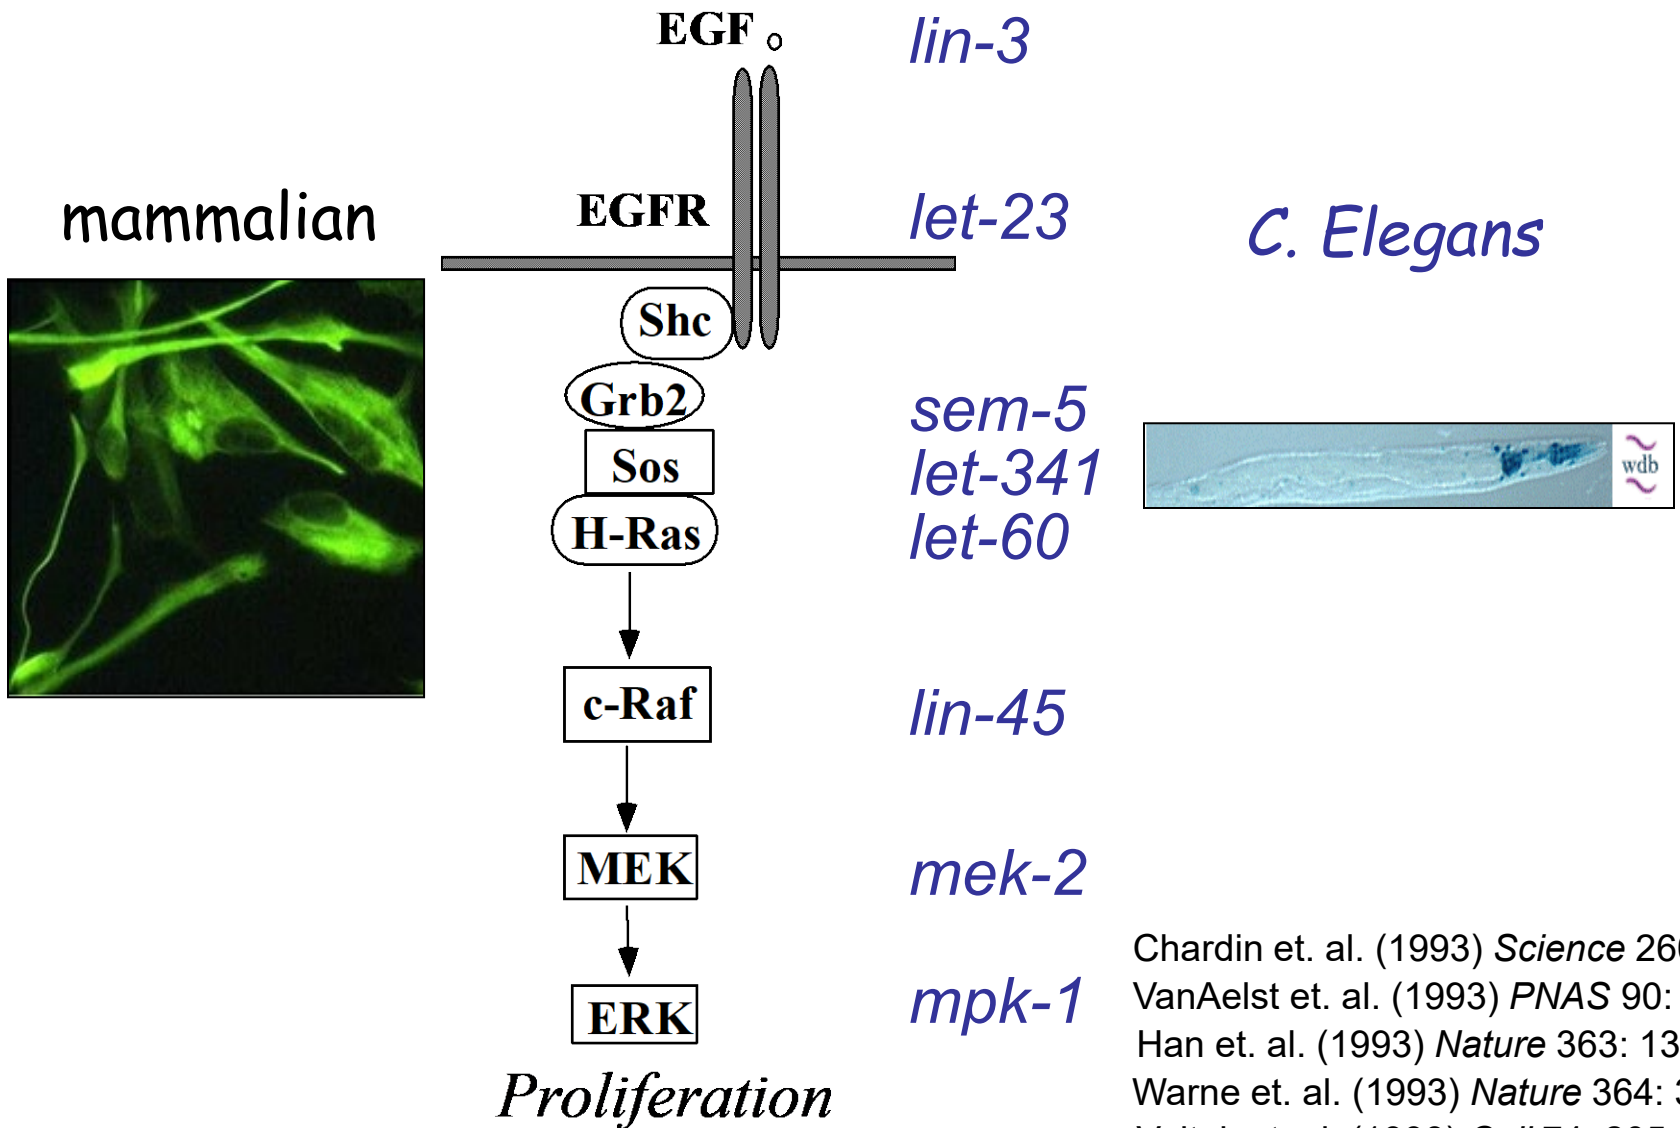 EGF
lin-3
mammalian
EGFR
let-23
C. Elegans
Shc
Grb2
sem-5
Sos
let-341
wdb
H-Ras
let-60
c-Raf
lin-45
MEK
mek-2
ERK
mpk-1
Proliferation
Chardin et. al. (1993) Science
VanAelst et. al. (1993) PNAS 90:
Han et. al. (1993) Nature 363: 13
Warne et. al. (1993) Nature 364: